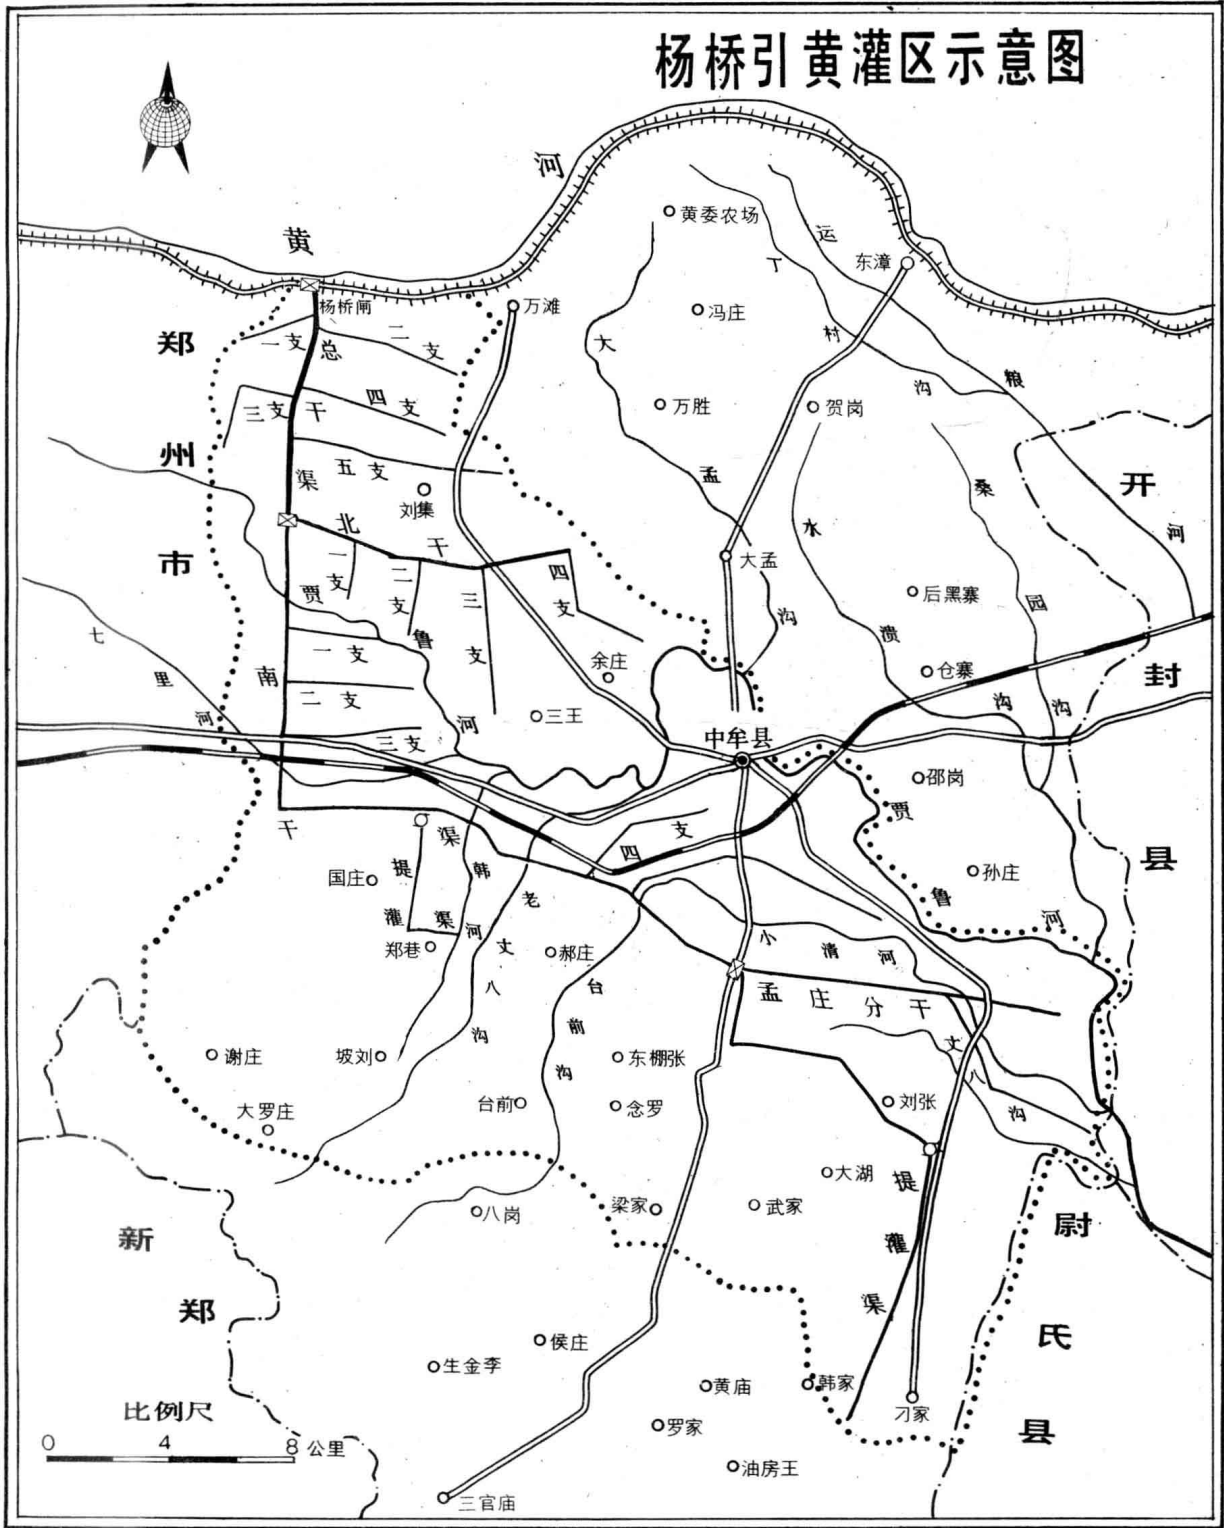 杨桥引黄灌区示意图
黄河
黄委农场
运粮河
丁村沟
东漳
杨桥闸
万滩
冯庄
郑州市
一支
总干渠
二支
大孟沟
三支
四支
万胜
贺岗
五支
刘集
开封县
桑园沟
水溃沟
北干
大孟
一支
二支
三支
四支
后黑寨
贾鲁河
七里河
南干渠
一支
二支
三支
余庄
三王
仓寨
中牟县
邵岗
四支
贾鲁河
孙庄
国庄
提灌渠
韩河
老丈八沟
郑巷
郝庄
台前沟
小清河
孟庄分干
丈八沟
谢庄
坡刘
东棚张
大罗庄
台前
念罗
刘张
大湖
提灌渠
八岗
梁家
武家
尉氏县
新郑
侯庄
生金李
黄庙
韩家
刁家
罗家
油房王
三官庙
比例尺
0 4 8 公里